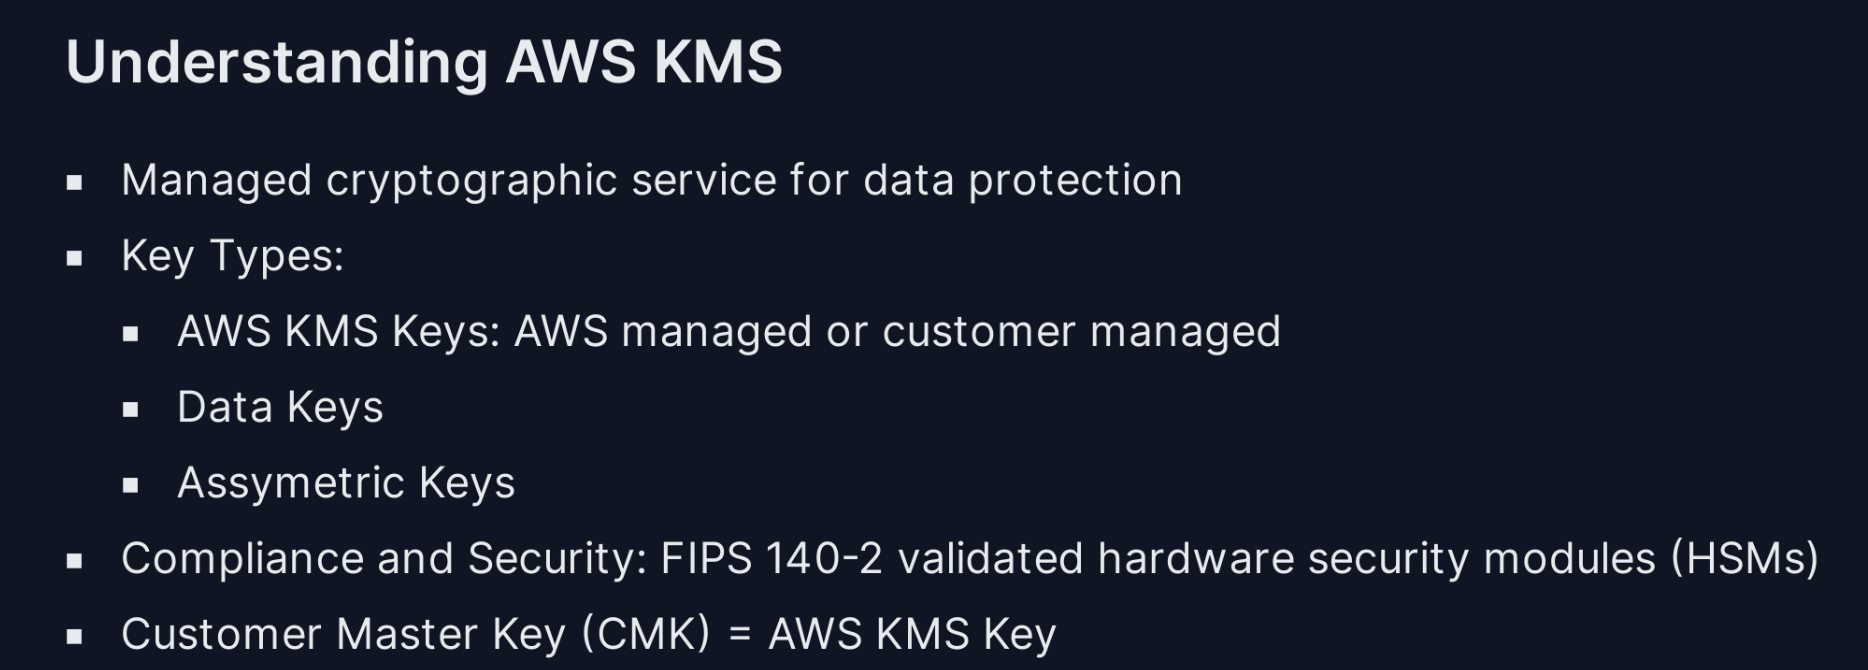 Understanding AWS KMS
▪ Managed cryptographic service for data protection
▪ Key Types:
▪ AWS KMS Keys: AWS managed or customer managed
▪ Data Keys
▪ Assymetric Keys
▪ Compliance and Security: FIPS 140-2 validated hardware security modules (HSMs)
▪ Customer Master Key (CMK) = AWS KMS Key